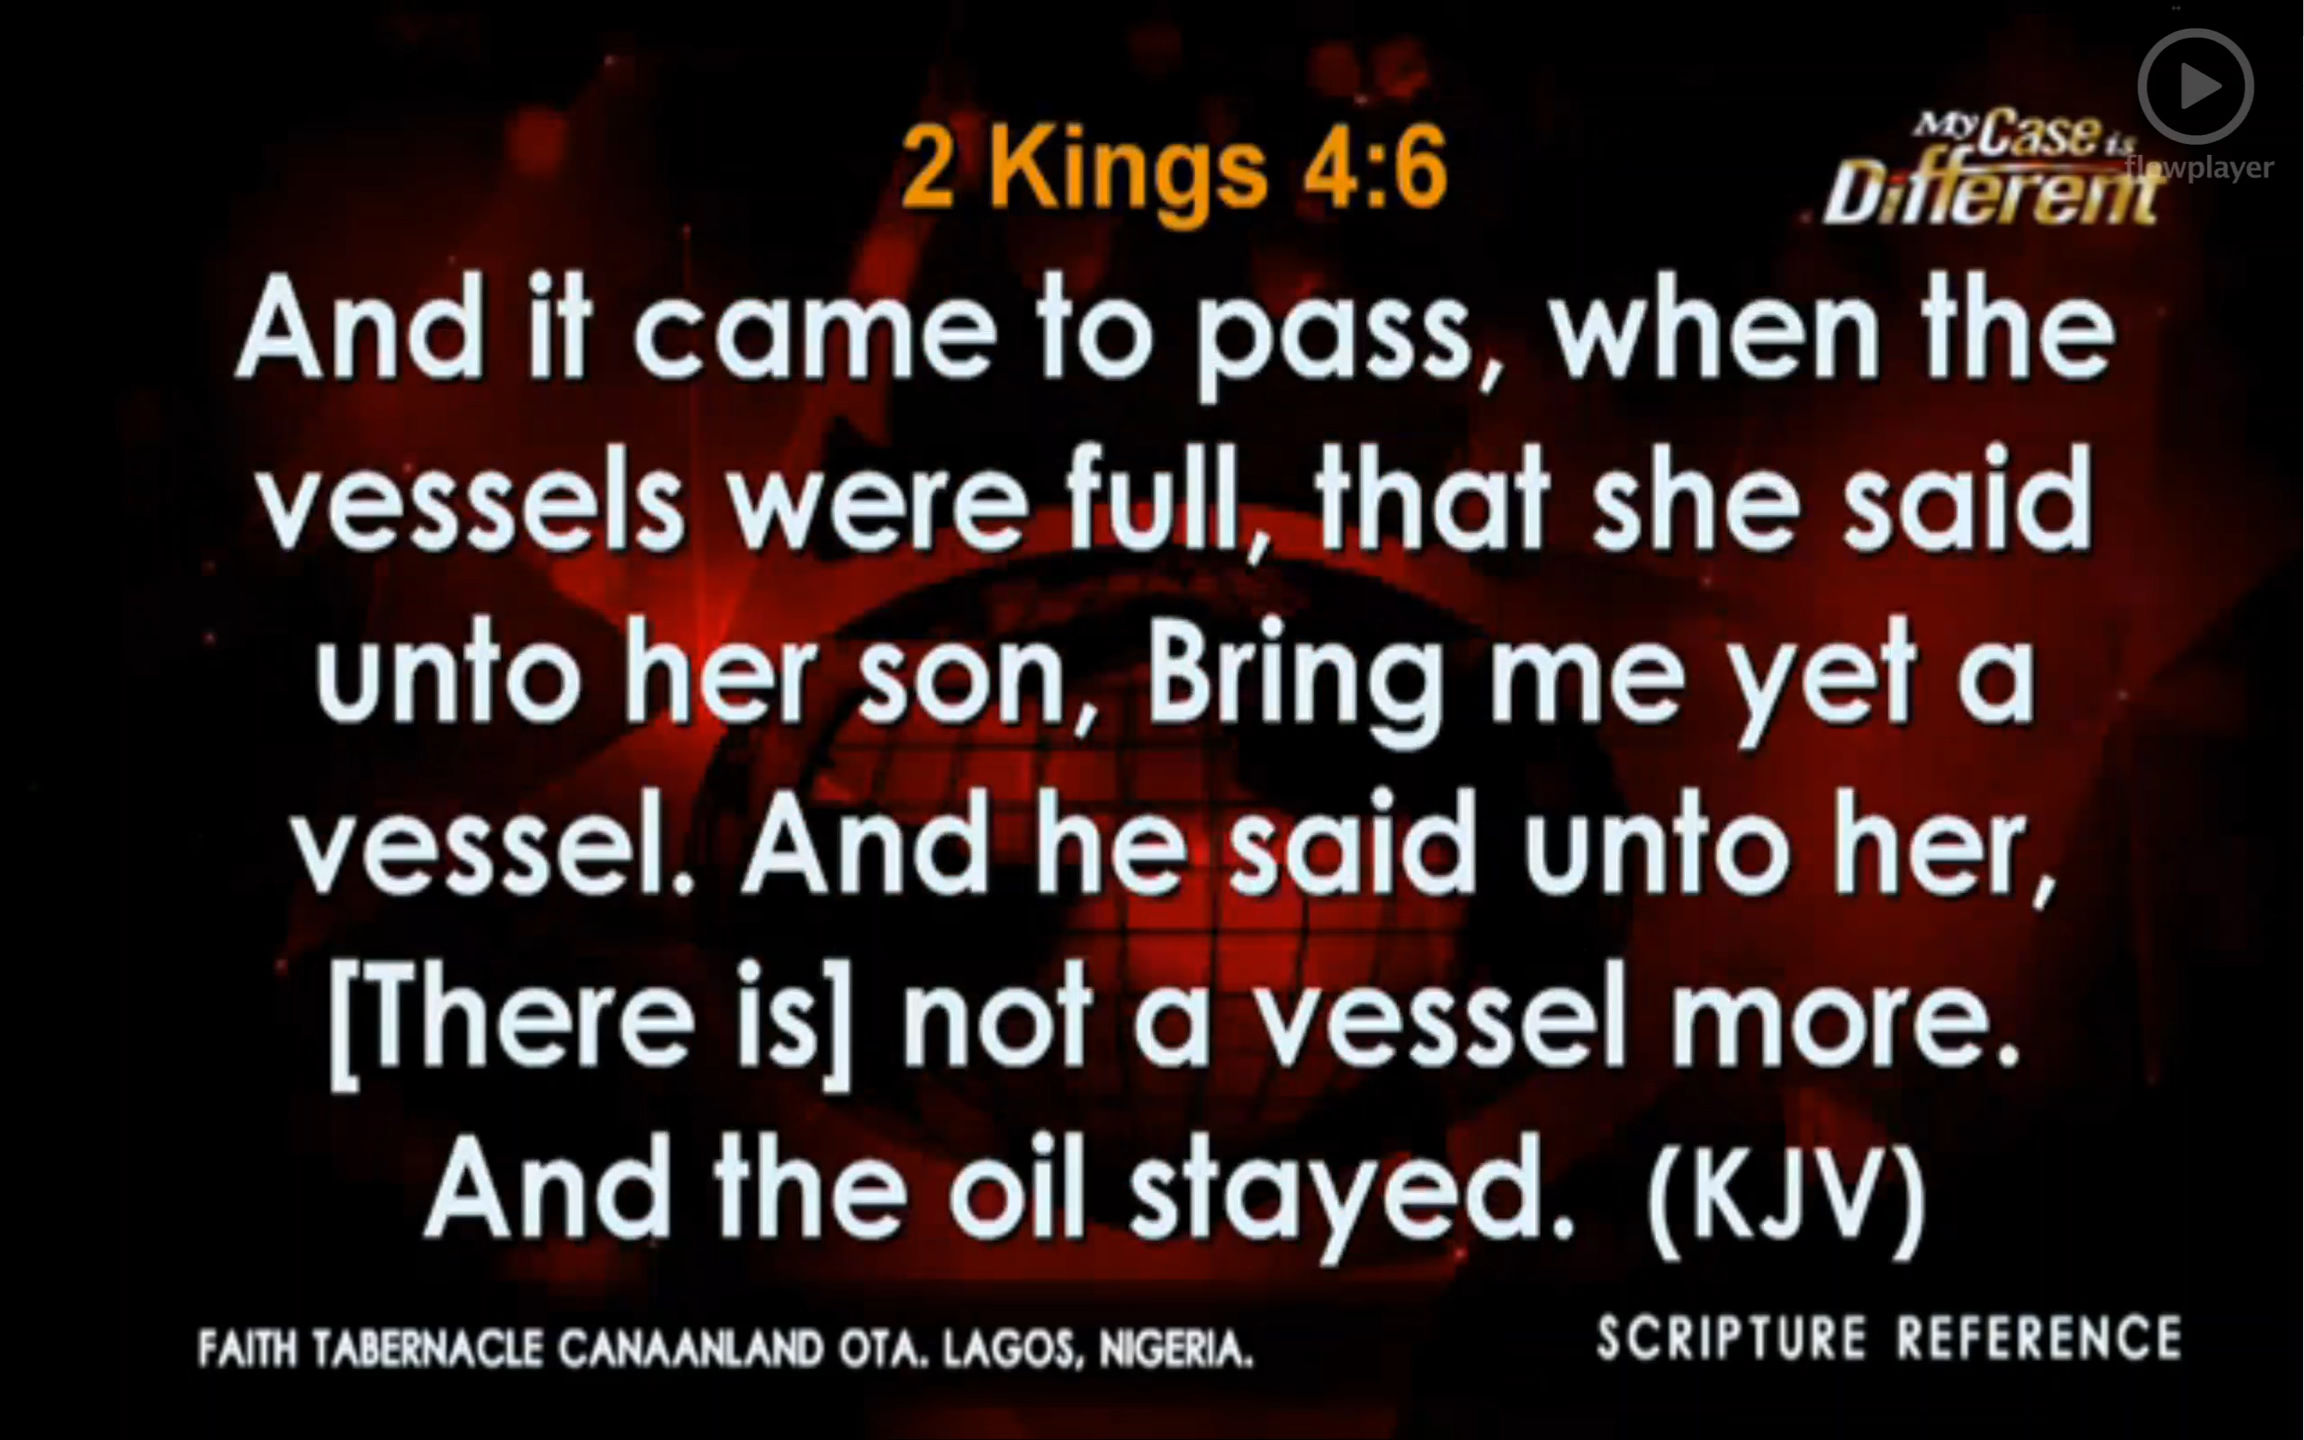 2 Kings 4:6
My Case is
Different
flowplayer
And it came to pass, when the
vessels were full, that she said
unto her son, Bring me yet a
vessel. And he said unto her,
[There is] not a vessel more.
And the oil stayed. (KJV)
FAITH TABERNACLE CANAANLAND OTA. LAGOS, NIGERIA.
SCRIPTURE REFERENCE